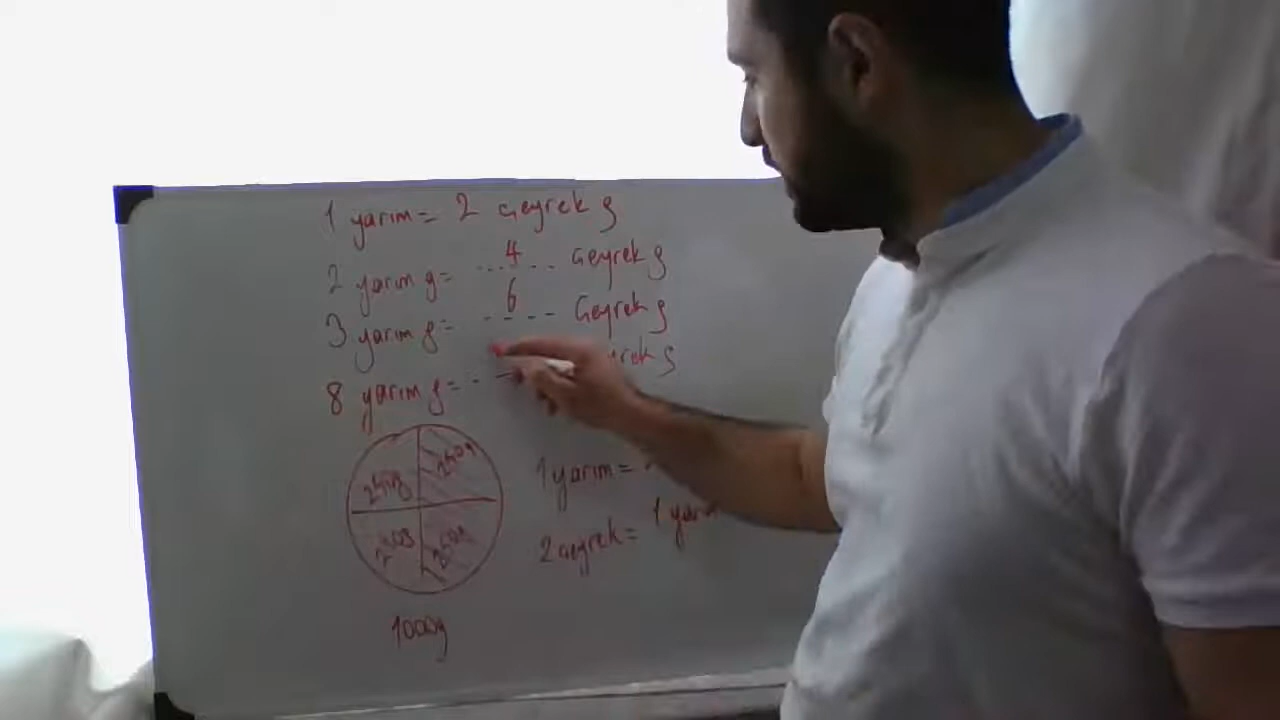 1 yarım = 2 Çeyrek g
2 yarım g = ...4... Çeyrek g
3 yarım g = - 6 - - - Çeyrek g
8 yarım g = - - rek g
250g 250g
250g 250g
1 yarım =
2 Çeyrek = 1 yarım
1000g